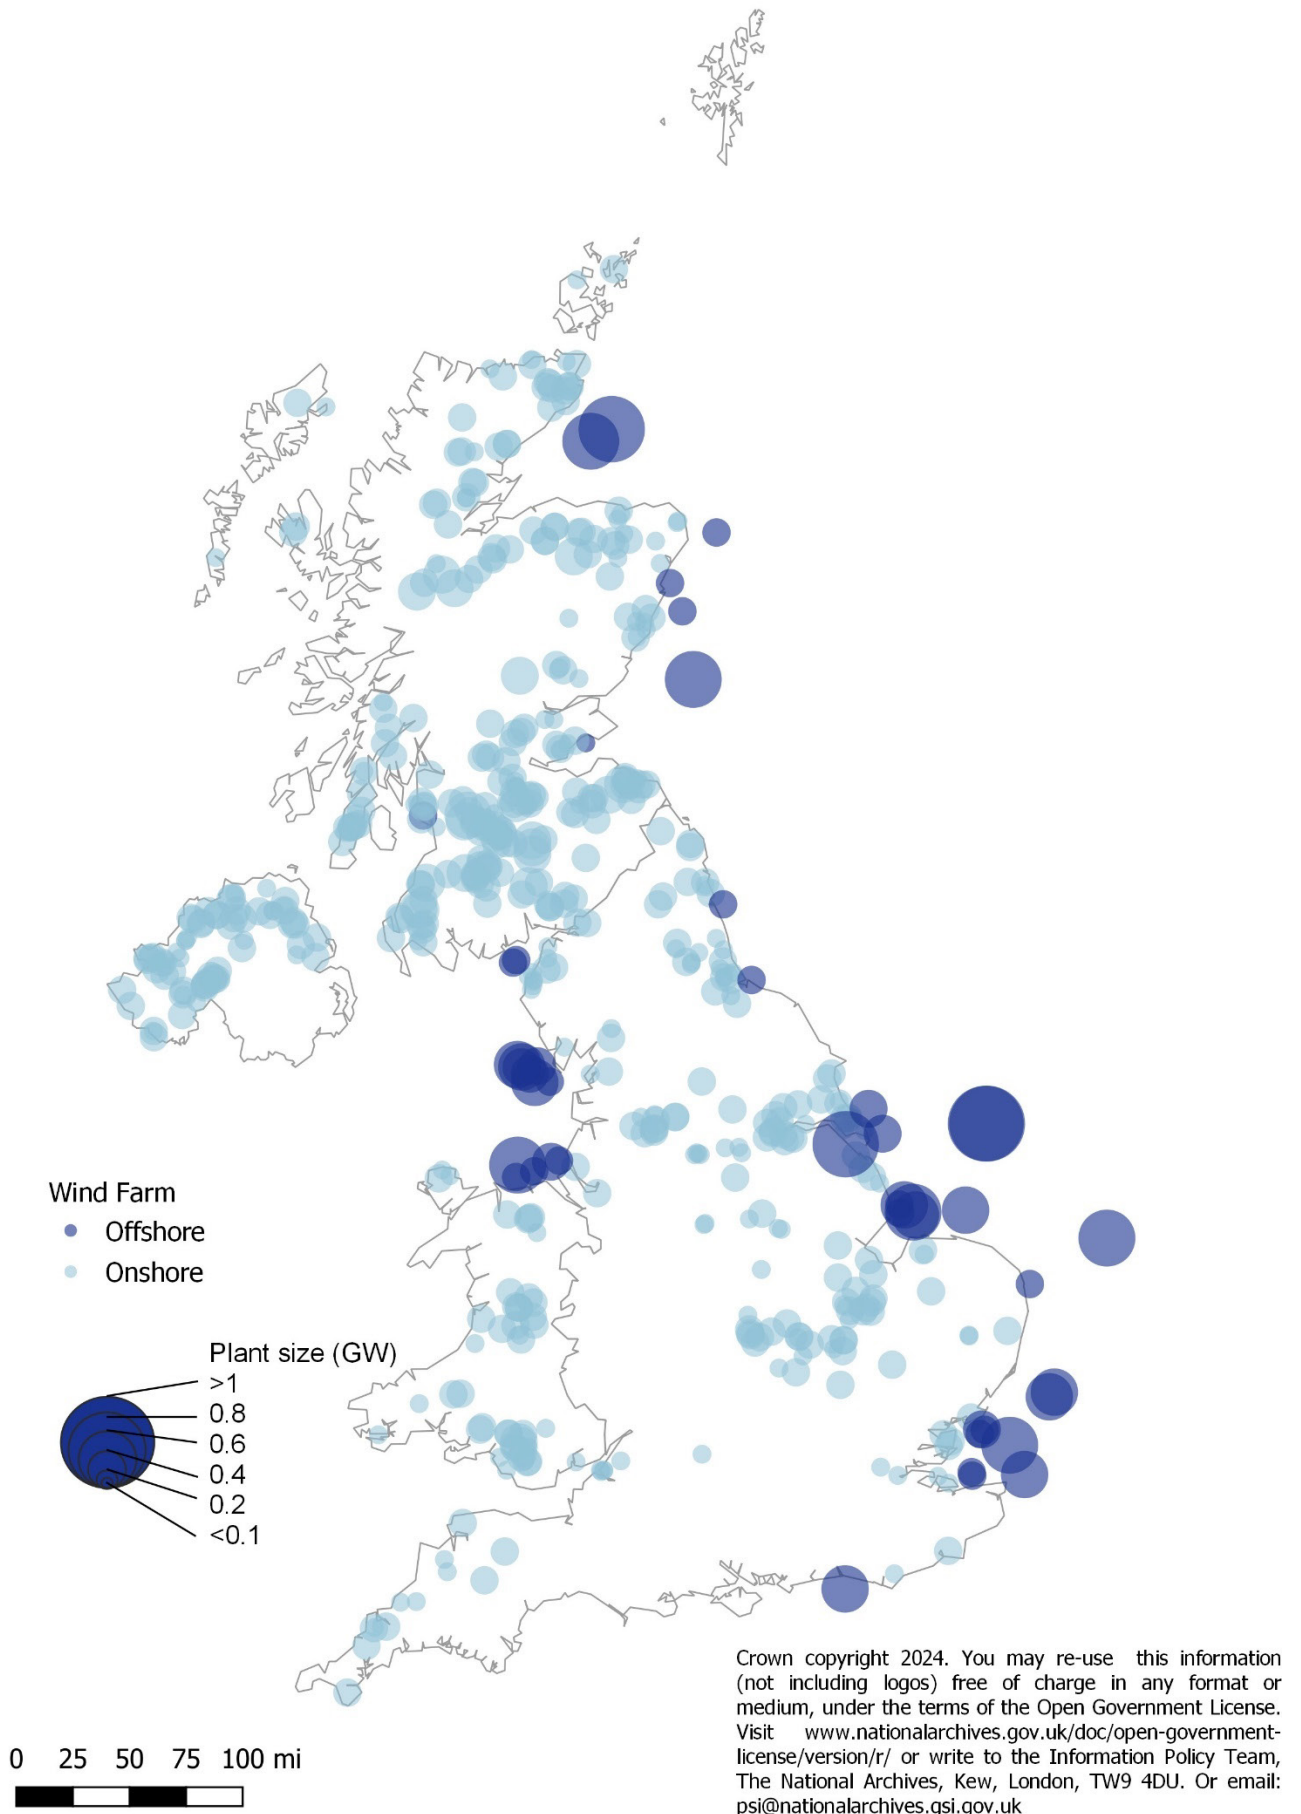 Wind Farm
Offshore
Onshore
Plant size (GW)
>1
0.8
0.6
0.4
0.2
<0.1
0 25 50 75 100 mi
Crown copyright 2024. You may re-use this information
(not including logos) free of charge in any format or
medium, under the terms of the Open Government License.
Visit www.nationalarchives.gov.uk/doc/open-government-
license/version/r/ or write to the Information Policy Team,
The National Archives, Kew, London, TW9 4DU. Or email:
psi@nationalarchives.gsi.gov.uk